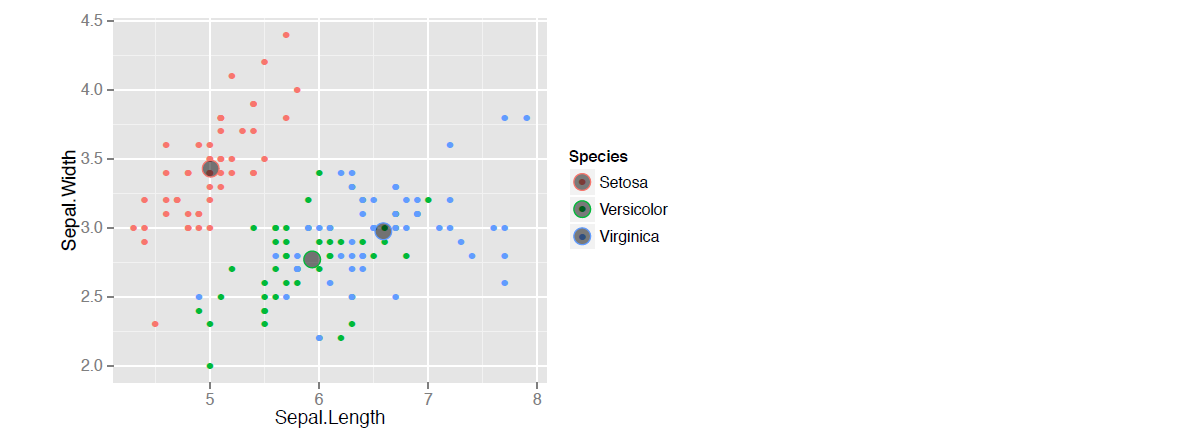 4.5
4.0
3.5
3.0
2.5
2.0
Sepal.Width
5 6 7 8
Sepal.Length
Species
Setosa
Versicolor
Virginica